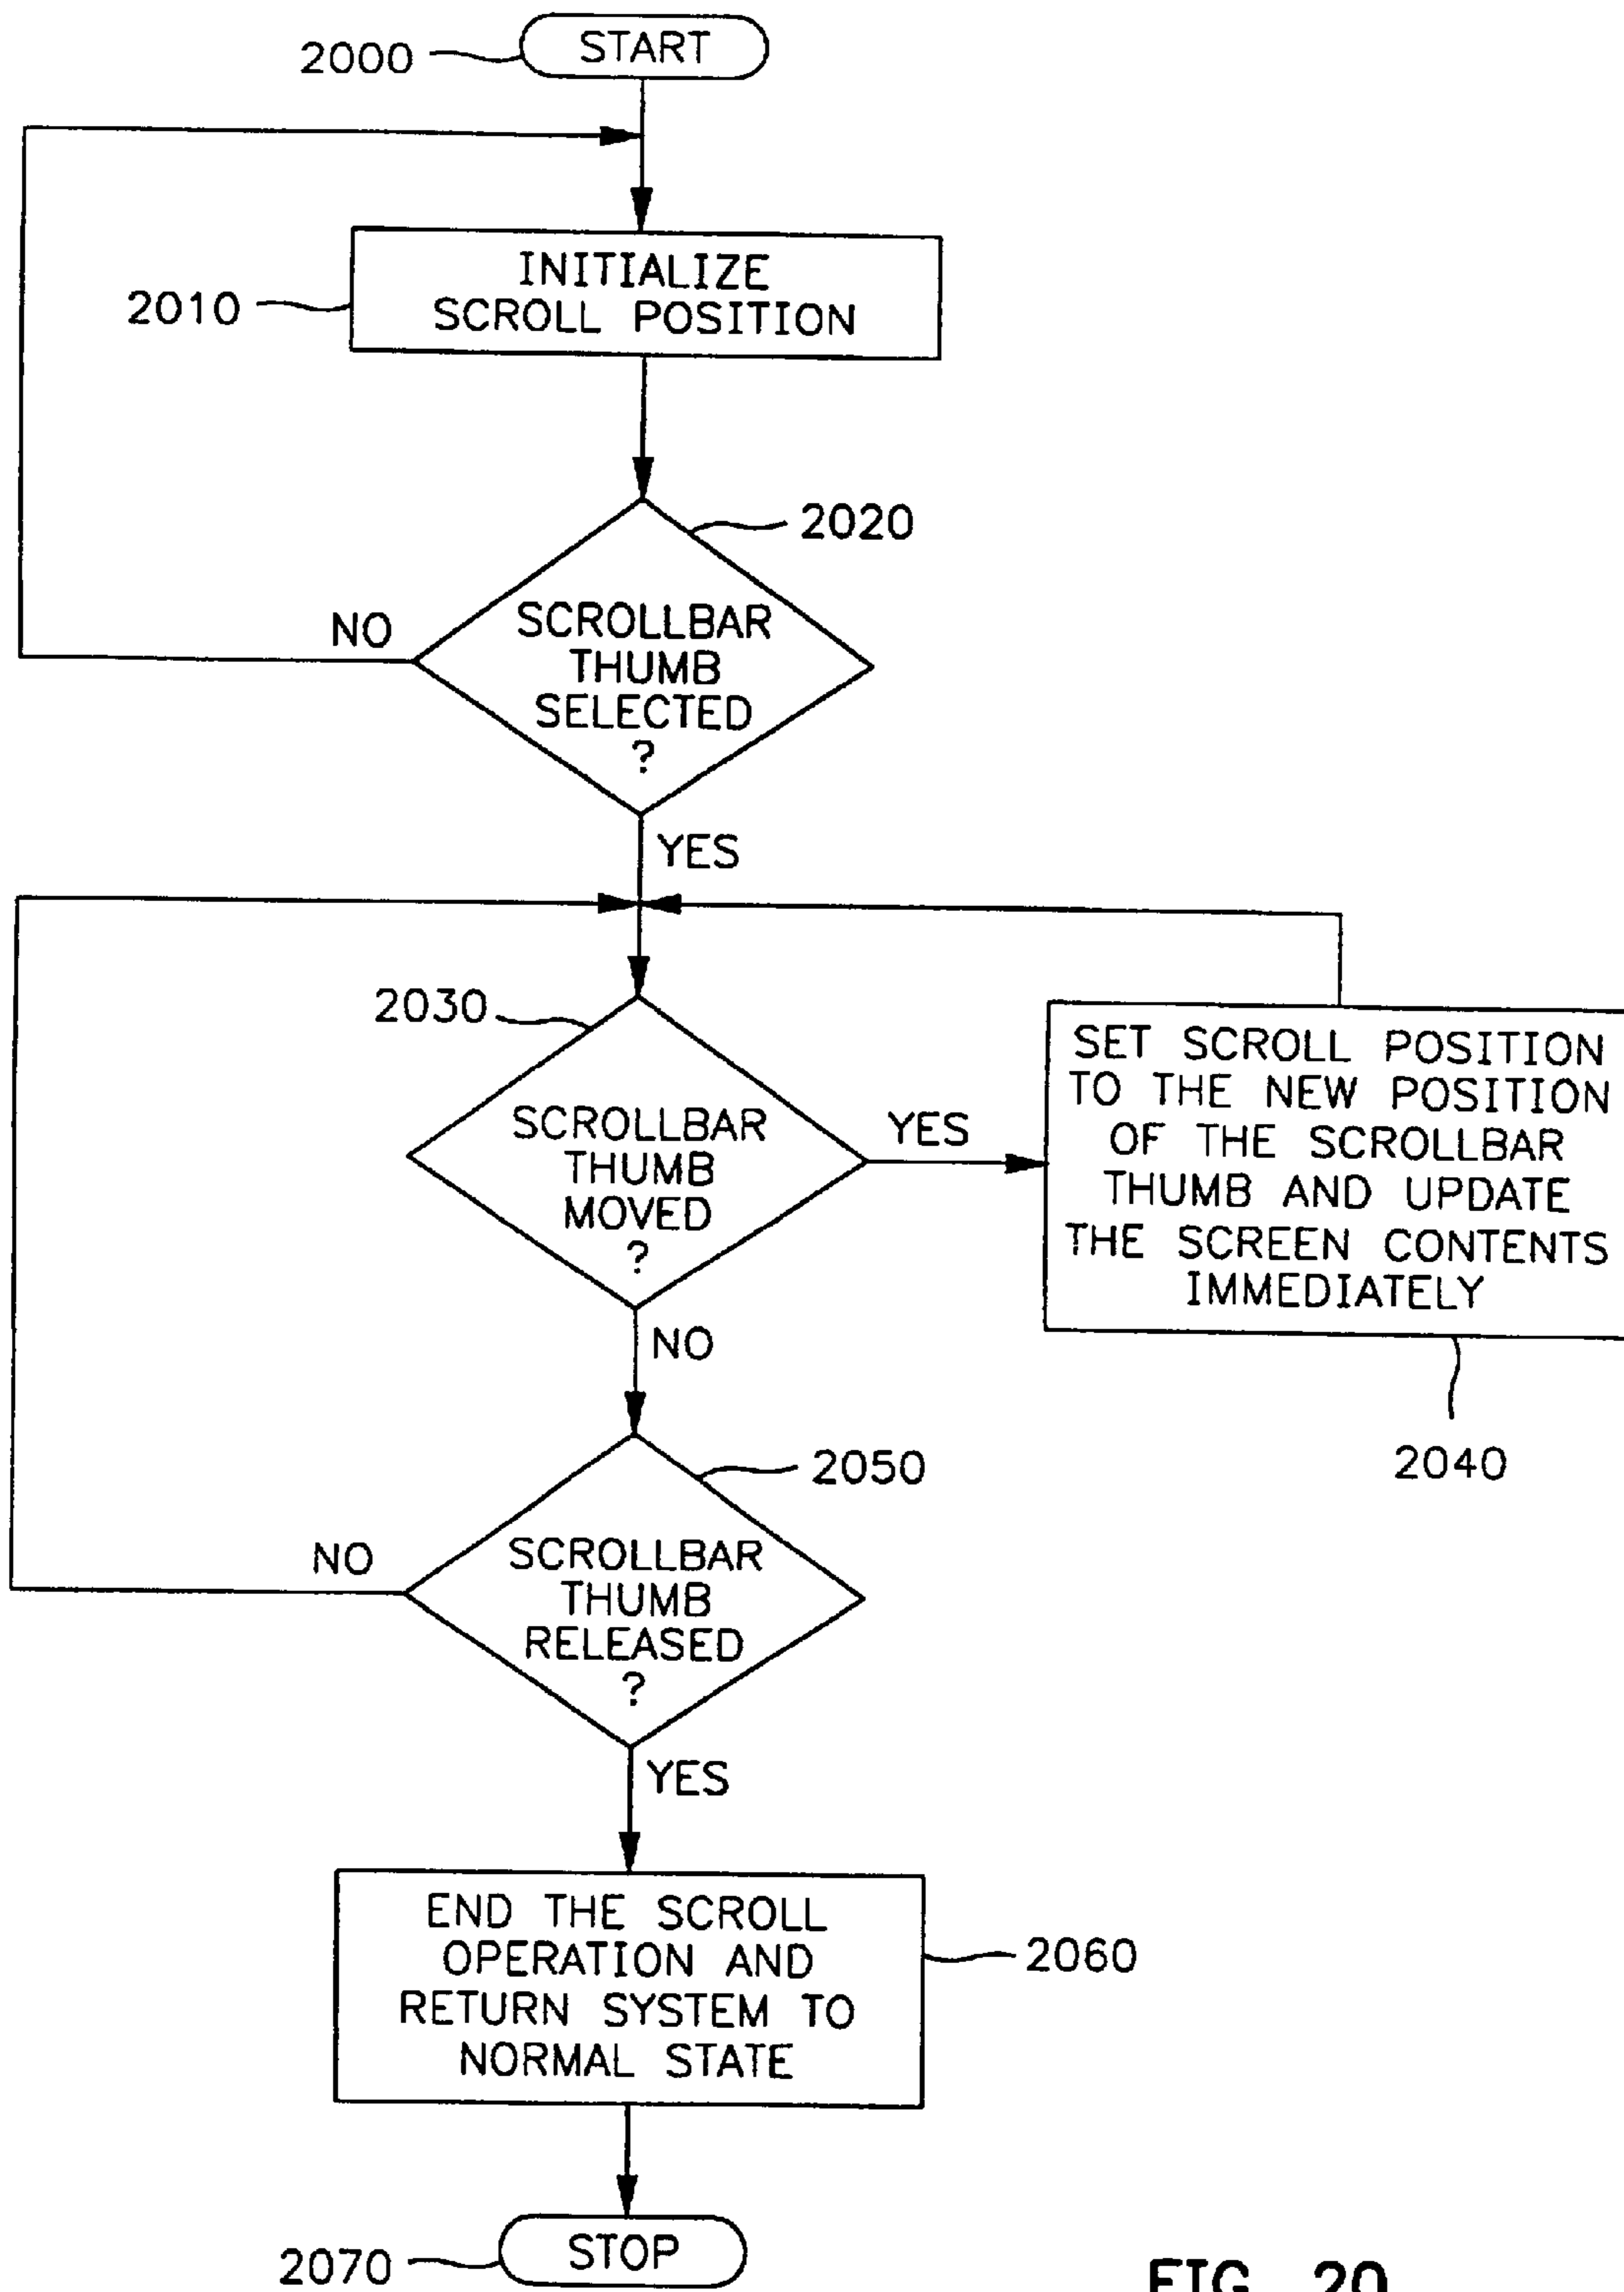 2000
START
INITIALIZE
SCROLL POSITION
2010
2020
SCROLLBAR
THUMB
SELECTED
?
NO
YES
2030
SCROLLBAR
THUMB
MOVED
?
YES
SET SCROLL POSITION
TO THE NEW POSITION
OF THE SCROLLBAR
THUMB AND UPDATE
THE SCREEN CONTENTS
IMMEDIATELY
2040
NO
2050
SCROLLBAR
THUMB
RELEASED
?
NO
YES
END THE SCROLL
OPERATION AND
RETURN SYSTEM TO
NORMAL STATE
2060
STOP
2070
FIG. 20